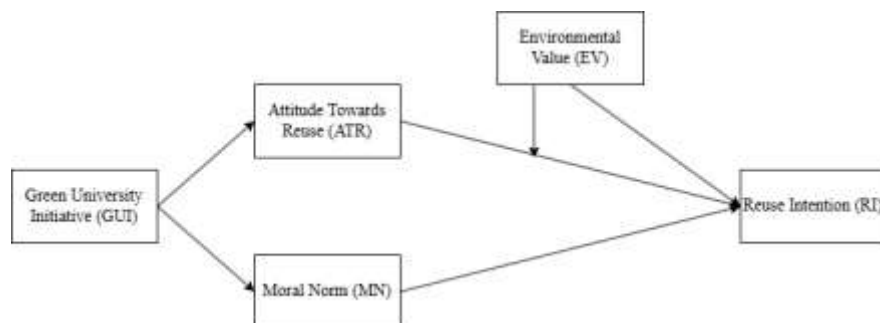 Environmental
Value (EV)
Attitude Towards
Reuse (ATR)
Green University
Initiative (GUI)
Reuse Intention (RI)
Moral Norm (MN)